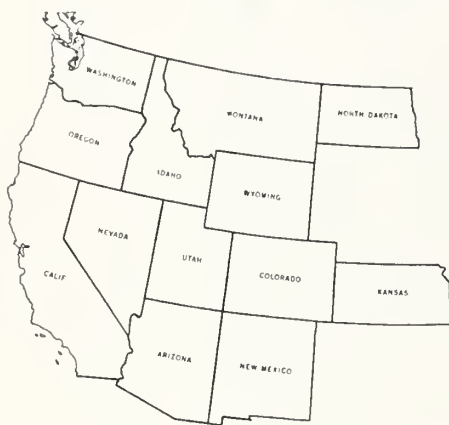 WASHINGTON
MONTANA
NORTH DAKOTA
OREGON
IDAHO
WYOMING
NEVADA
UTAH
COLORADO
CALIF
KANSAS
ARIZONA
NEW MEXICO